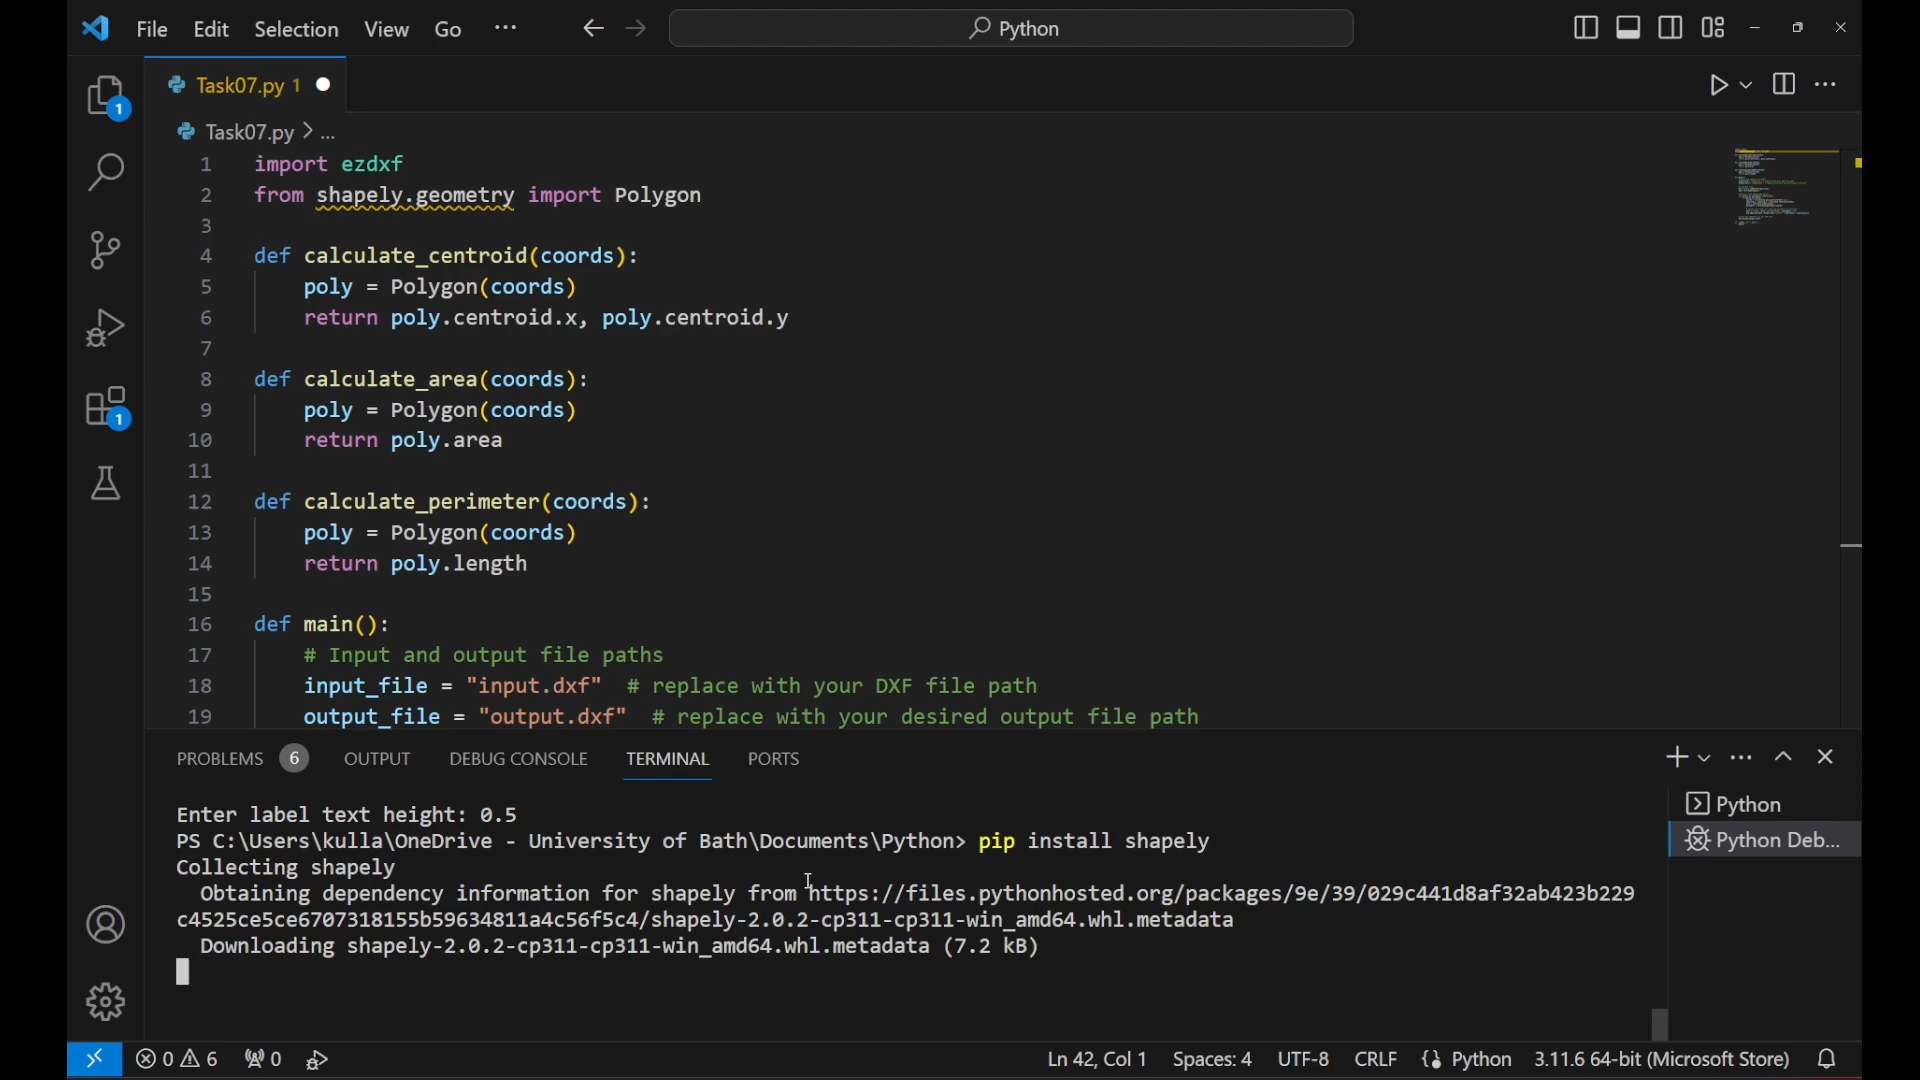 File Edit Selection View Go ···
Python
Task07.py 1
Task07.py > ...
1 import ezdxf
2 from shapely.geometry import Polygon
3
4 def calculate_centroid(coords):
5 poly = Polygon(coords)
6 return poly.centroid.x, poly.centroid.y
7
8 def calculate_area(coords):
9 poly = Polygon(coords)
10 return poly.area
11
12 def calculate_perimeter(coords):
13 poly = Polygon(coords)
14 return poly.length
15
16 def main():
17 # Input and output file paths
18 input_file = "input.dxf" # replace with your DXF file path
19 output_file = "output.dxf" # replace with your desired output file path
1
1
PROBLEMS 6 OUTPUT DEBUG CONSOLE TERMINAL PORTS
Enter label text height: 0.5
PS C:\Users\kulla\OneDrive - University of Bath\Documents\Python> pip install shapely
Collecting shapely
Obtaining dependency information for shapely from https://files.pythonhosted.org/packages/9e/39/029c441d8af32ab423b229
c4525ce5ce6707318155b59634811a4c56f5c4/shapely-2.0.2-cp311-cp311-win_amd64.whl.metadata
Downloading shapely-2.0.2-cp311-cp311-win_amd64.whl.metadata (7.2 kB)
Python
Python Deb...
0 6 0 Ln 42, Col 1 Spaces: 4 UTF-8 CRLF Python 3.11.6 64-bit (Microsoft Store)